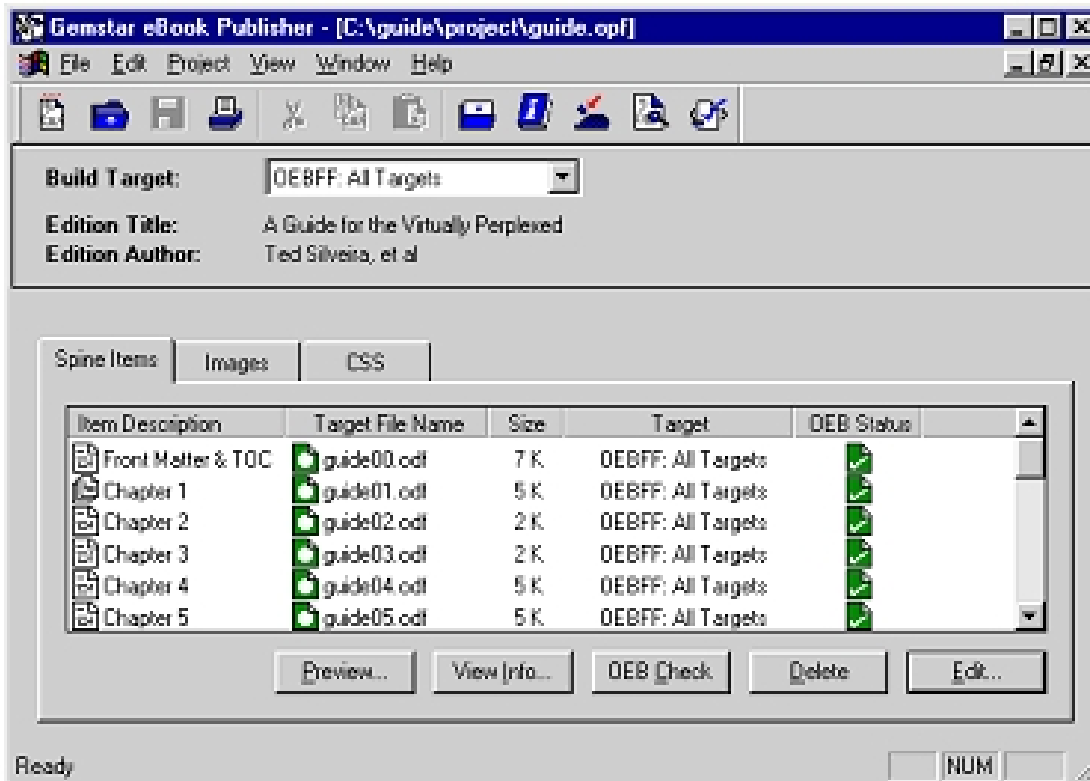 Gemstar eBook Publisher - [C:\guide\project\guide.opf]
File Edit Project View Window Help
Build Target: OEBFF: All Targets
Edition Title: A Guide for the Virtually Perplexed
Edition Author: Ted Silveira, et al
Spine Items Images CSS
Item Description Target File Name Size Target OEB Status
Front Matter & TOC guide00.odf 7 K OEBFF: All Targets
Chapter 1 guide01.odf 5 K OEBFF: All Targets
Chapter 2 guide02.odf 2 K OEBFF: All Targets
Chapter 3 guide03.odf 2 K OEBFF: All Targets
Chapter 4 guide04.odf 5 K OEBFF: All Targets
Chapter 5 guide05.odf 5 K OEBFF: All Targets
Preview... View Info... OEB Check Delete Edit...
Ready NUM